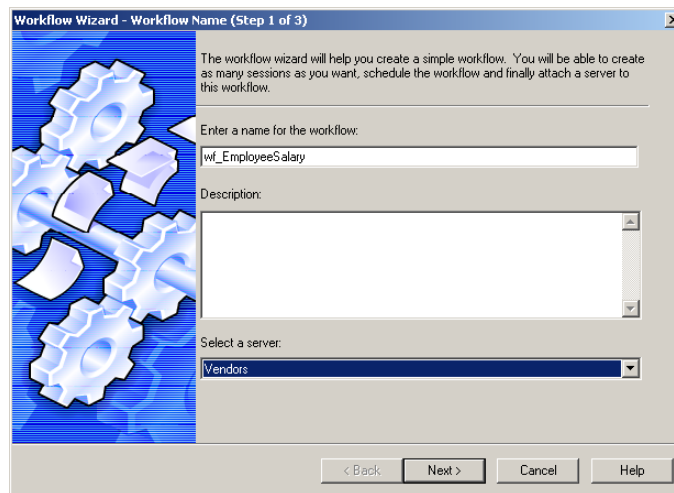 Workflow Wizard - Workflow Name (Step 1 of 3)
The workflow wizard will help you create a simple workflow. You will be able to create
as many sessions as you want, schedule the workflow and finally attach a server to
this workflow.
Enter a name for the workflow:
wf_EmployeeSalary
Description:
Select a server:
Vendors
< Back Next > Cancel Help